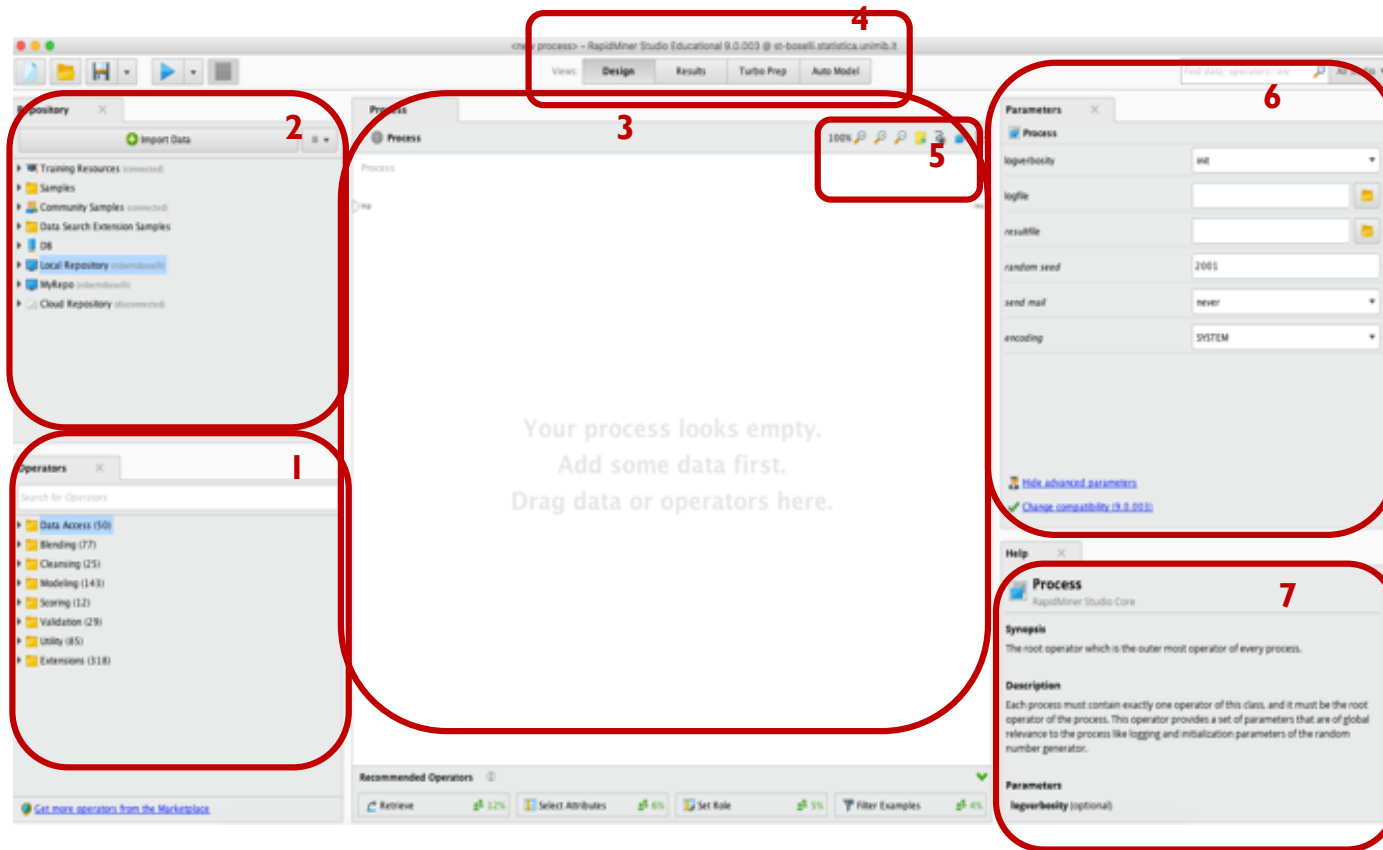 4
<new process> – RapidMiner Studio Educational 9.0.003 @ st-boselli.statistica.unimib.it
Views: Design Results Turbo Prep Auto Model
Find data, operators...etc
Repository
2
Import Data
Training Resources (connected)
Samples
Community Samples (connected)
Data Search Extension Samples
DB
Local Repository (robertoboselli)
MyRepo (robertoboselli)
Cloud Repository (disconnected)
Operators
1
Search for Operators
Data Access (50)
Blending (77)
Cleansing (25)
Modeling (143)
Scoring (12)
Validation (29)
Utility (85)
Extensions (318)
Get more operators from the Marketplace
Process
3
Process
100%
5
Process
inp
Your process looks empty.
Add some data first.
Drag data or operators here.
Recommended Operators
Retrieve 12%
Select Attributes 6%
Set Role 5%
Filter Examples 4%
Parameters
6
Process
logverbosity init
logfile
resultfile
random seed 2001
send mail never
encoding SYSTEM
Hide advanced parameters
Change compatibility (9.0.003)
Help
7
Process
RapidMiner Studio Core
Synopsis
The root operator which is the outer most operator of every process.
Description
Each process must contain exactly one operator of this class, and it must be the root
operator of the process. This operator provides a set of parameters that are of global
relevance to the process like logging and initialization parameters of the random
number generator.
Parameters
logverbosity (optional)